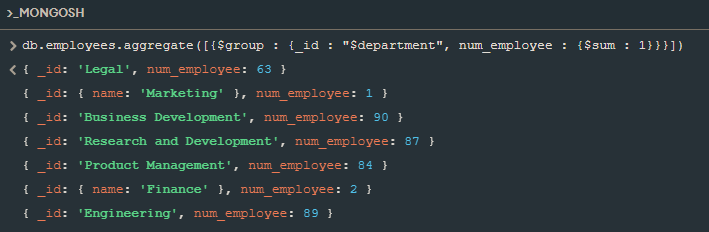 >_MONGOSH
> db.employees.aggregate([{$group : {_id : "$department", num_employee : {$sum : 1}}}])
< { _id: 'Legal', num_employee: 63 }
{ _id: { name: 'Marketing' }, num_employee: 1 }
{ _id: 'Business Development', num_employee: 90 }
{ _id: 'Research and Development', num_employee: 87 }
{ _id: 'Product Management', num_employee: 84 }
{ _id: { name: 'Finance' }, num_employee: 2 }
{ _id: 'Engineering', num_employee: 89 }